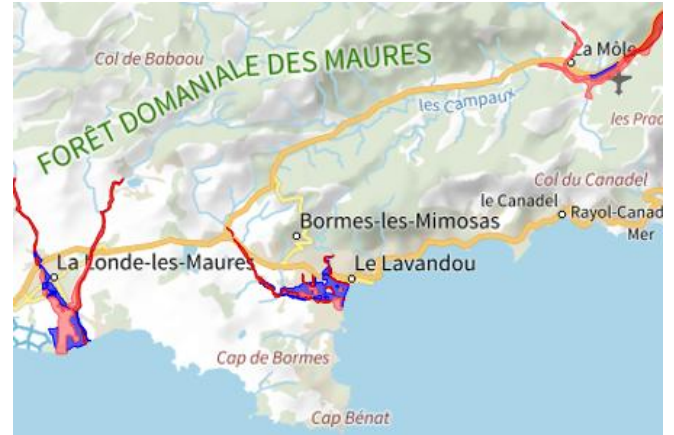 Col de Babaou
La Môle
FORÊT DOMANIALE DES MAURES
les Campaux
les Prad
Col du Canadel
le Canadel
Rayol-Canad
Mer
Bormes-les-Mimosas
La Londe-les-Maures
Le Lavandou
Cap de Bormes
Cap Bénat